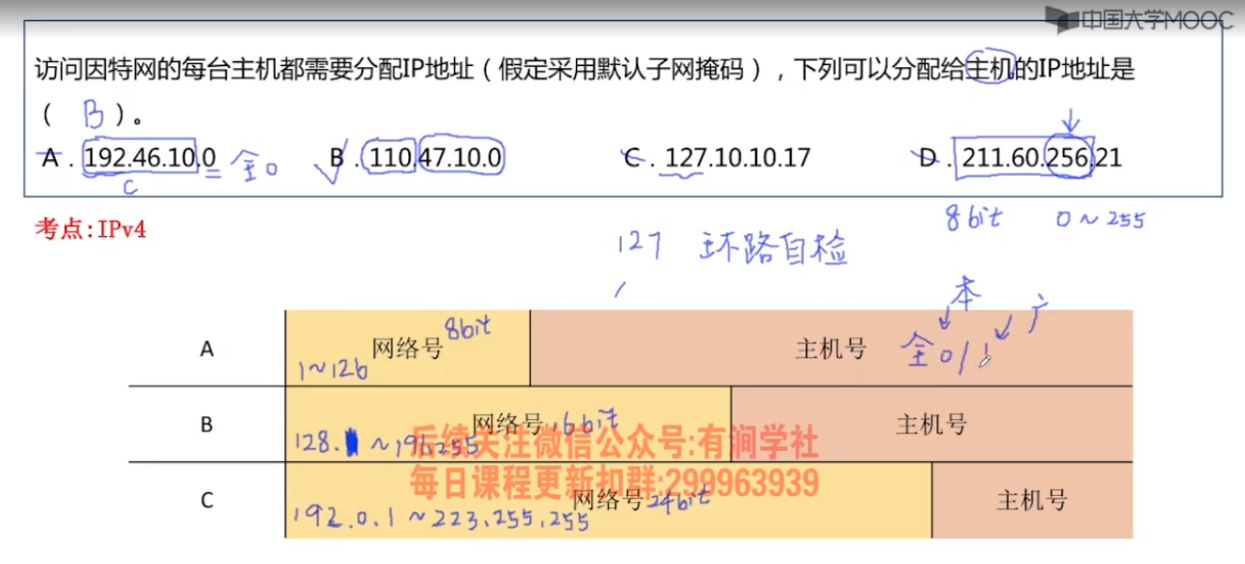 中国大学MOOC
访问因特网的每台主机都需要分配IP地址（假定采用默认子网掩码），下列可以分配给主机的IP地址是
（ B ）。
A．192.46.10.0 全0 B．110.47.10.0 C．127.10.10.17 D．211.60.256.21
C
考点:IPv4
8bit 0~255
127 环路自检
本 广
A 网络号 8bit 主机号 全0/1
1~126
B 网络号 16bit 主机号
128. ~191.255
后续关注微信公众号:有涧学社
每日课程更新扣群:299963939
C 网络号 24bit 主机号
192.0.1~223.255.255